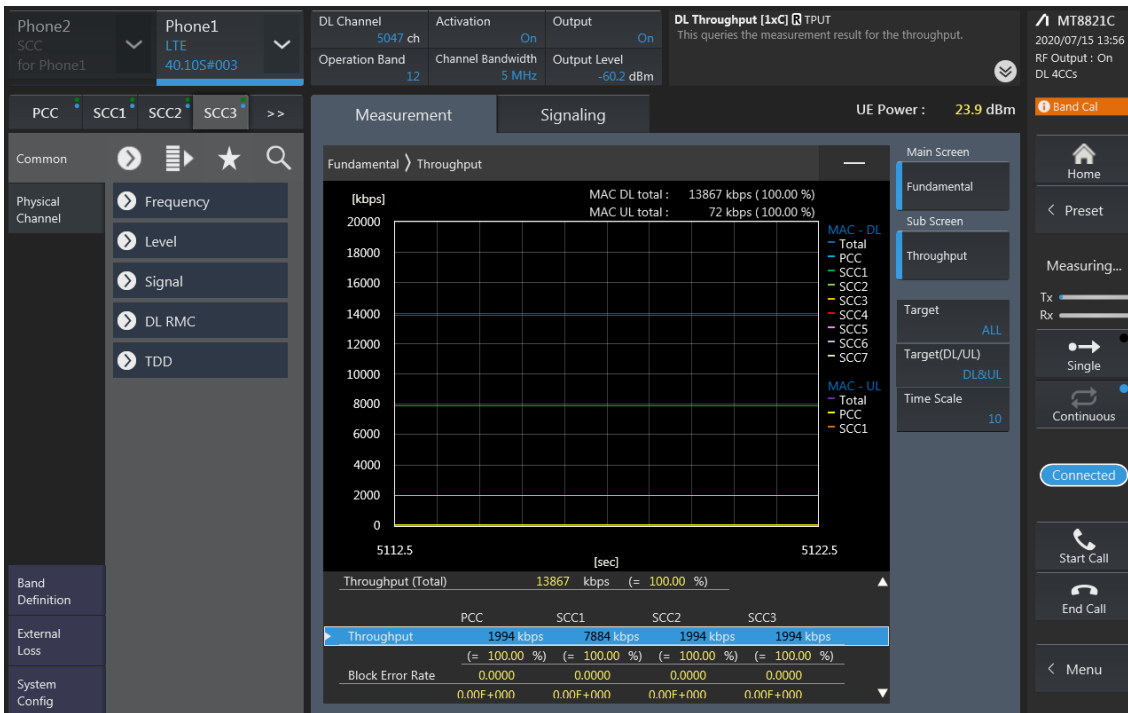 Phone2
SCC
for Phone1
Phone1
LTE
40.10S#003
DL Channel
5047 ch
Activation
On
Output
On
Operation Band
12
Channel Bandwidth
5 MHz
Output Level
-60.2 dBm
DL Throughput [1xC] R TPUT
This queries the measurement result for the throughput.
MT8821C
2020/07/15 13:56
RF Output : On
DL 4CCs
Band Cal
PCC SCC1 SCC2 SCC3 >>
Measurement
Signaling
UE Power : 23.9 dBm
Common
Physical
Channel
Frequency
Level
Signal
DL RMC
TDD
Band
Definition
External
Loss
System
Config
Fundamental 〉 Throughput
[kbps]
MAC DL total : 13867 kbps ( 100.00 %)
MAC UL total : 72 kbps ( 100.00 %)
20000
18000
16000
14000
12000
10000
8000
6000
4000
2000
0
5112.5
5122.5
[sec]
MAC - DL
Total
PCC
SCC1
SCC2
SCC3
SCC4
SCC5
SCC6
SCC7
MAC - UL
Total
PCC
SCC1
Throughput (Total) 13867 kbps (= 100.00 %)
PCC SCC1 SCC2 SCC3
Throughput 1994 kbps 7884 kbps 1994 kbps 1994 kbps
(= 100.00 %) (= 100.00 %) (= 100.00 %) (= 100.00 %)
Block Error Rate 0.0000 0.0000 0.0000 0.0000
0.00E+000 0.00E+000 0.00E+000 0.00E+000
Main Screen
Fundamental
Sub Screen
Throughput
Target
ALL
Target(DL/UL)
DL&UL
Time Scale
10
Home
< Preset
Measuring...
Tx
Rx
Single
Continuous
Connected
Start Call
End Call
< Menu